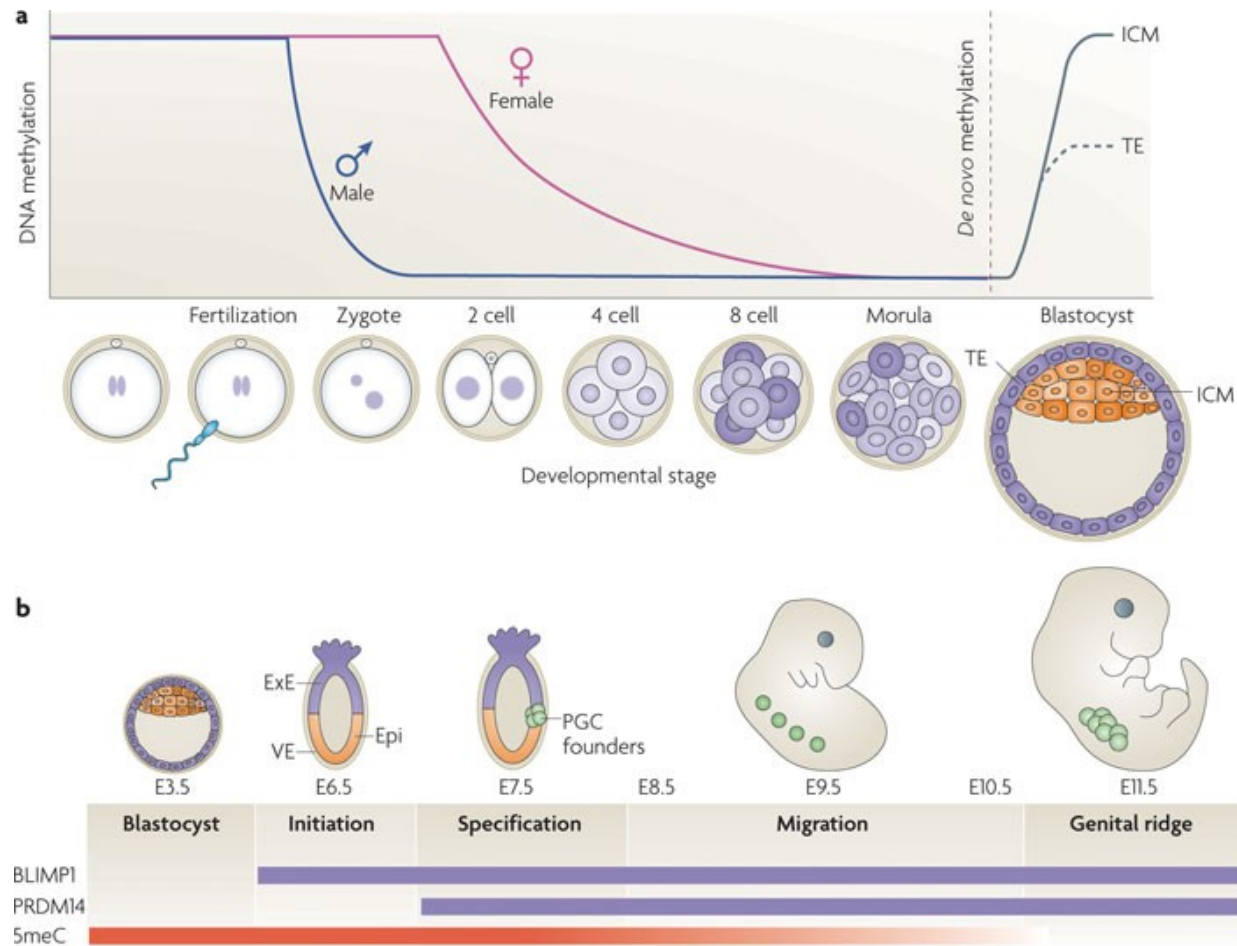 a
DNA methylation
♀
Female
♂
Male
De novo methylation
ICM
TE
Fertilization
Zygote
2 cell
4 cell
8 cell
Morula
Blastocyst
TE
ICM
Developmental stage
b
ExE
VE
Epi
PGC
founders
E3.5
E6.5
E7.5
E8.5
E9.5
E10.5
E11.5
Blastocyst
Initiation
Specification
Migration
Genital ridge
BLIMP1
PRDM14
5meC